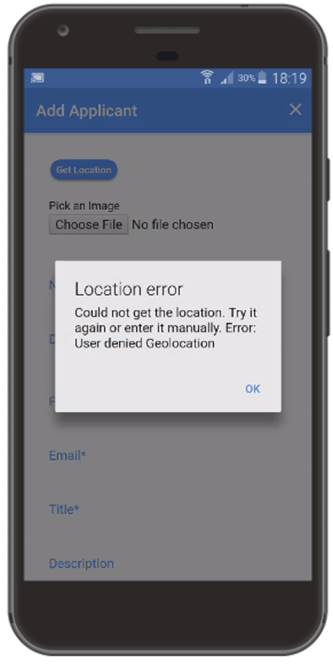 30% 18:19
Add Applicant ×
Get Location
Pick an Image
Choose File No file chosen
N
D
Location error
Could not get the location. Try it
again or enter it manually. Error:
User denied Geolocation
OK
Email*
Title*
Description